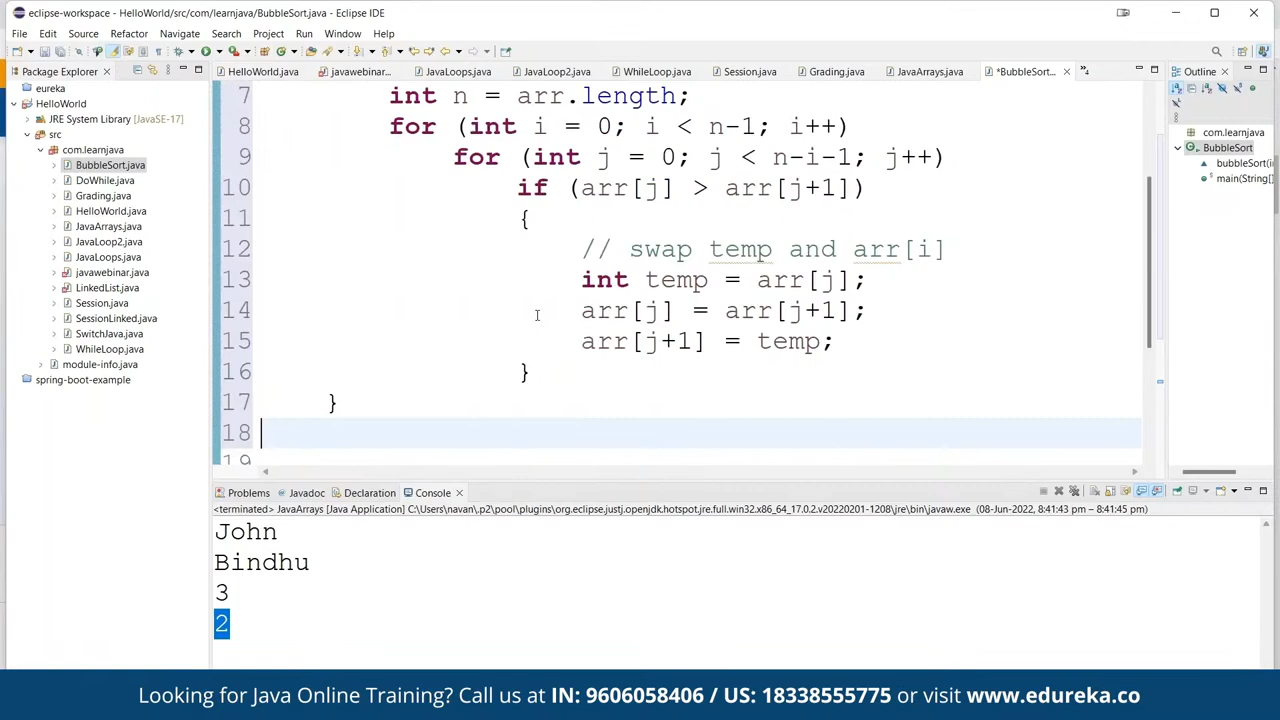 eclipse-workspace - HelloWorld/src/com/learnjava/BubbleSort.java - Eclipse IDE
File Edit Source Refactor Navigate Search Project Run Window Help
Package Explorer
HelloWorld.java javawebinar... JavaLoops.java JavaLoop2.java WhileLoop.java Session.java Grading.java JavaArrays.java *BubbleSort...
Outline
eureka
HelloWorld
JRE System Library [JavaSE-17]
src
com.learnjava
BubbleSort.java
DoWhile.java
Grading.java
HelloWorld.java
JavaArrays.java
JavaLoop2.java
JavaLoops.java
javawebinar.java
LinkedList.java
Session.java
SessionLinked.java
SwitchJava.java
WhileLoop.java
module-info.java
spring-boot-example
7 int n = arr.length;
8 for (int i = 0; i < n-1; i++)
9 for (int j = 0; j < n-i-1; j++)
10 if (arr[j] > arr[j+1])
11 {
12 // swap temp and arr[i]
13 int temp = arr[j];
14 arr[j] = arr[j+1];
15 arr[j+1] = temp;
16 }
17 }
18
19
com.learnjava
BubbleSort
bubbleSort(i
main(String[]
Problems Javadoc Declaration Console
<terminated> JavaArrays [Java Application] C:\Users\navan\.p2\pool\plugins\org.eclipse.justj.openjdk.hotspot.jre.full.win32.x86_64_17.0.2.v20220201-1208\jre\bin\javaw.exe (08-Jun-2022, 8:41:43 pm – 8:41:45 pm)
John
Bindhu
3
2
Looking for Java Online Training? Call us at IN: 9606058406 / US: 18338555775 or visit www.edureka.co